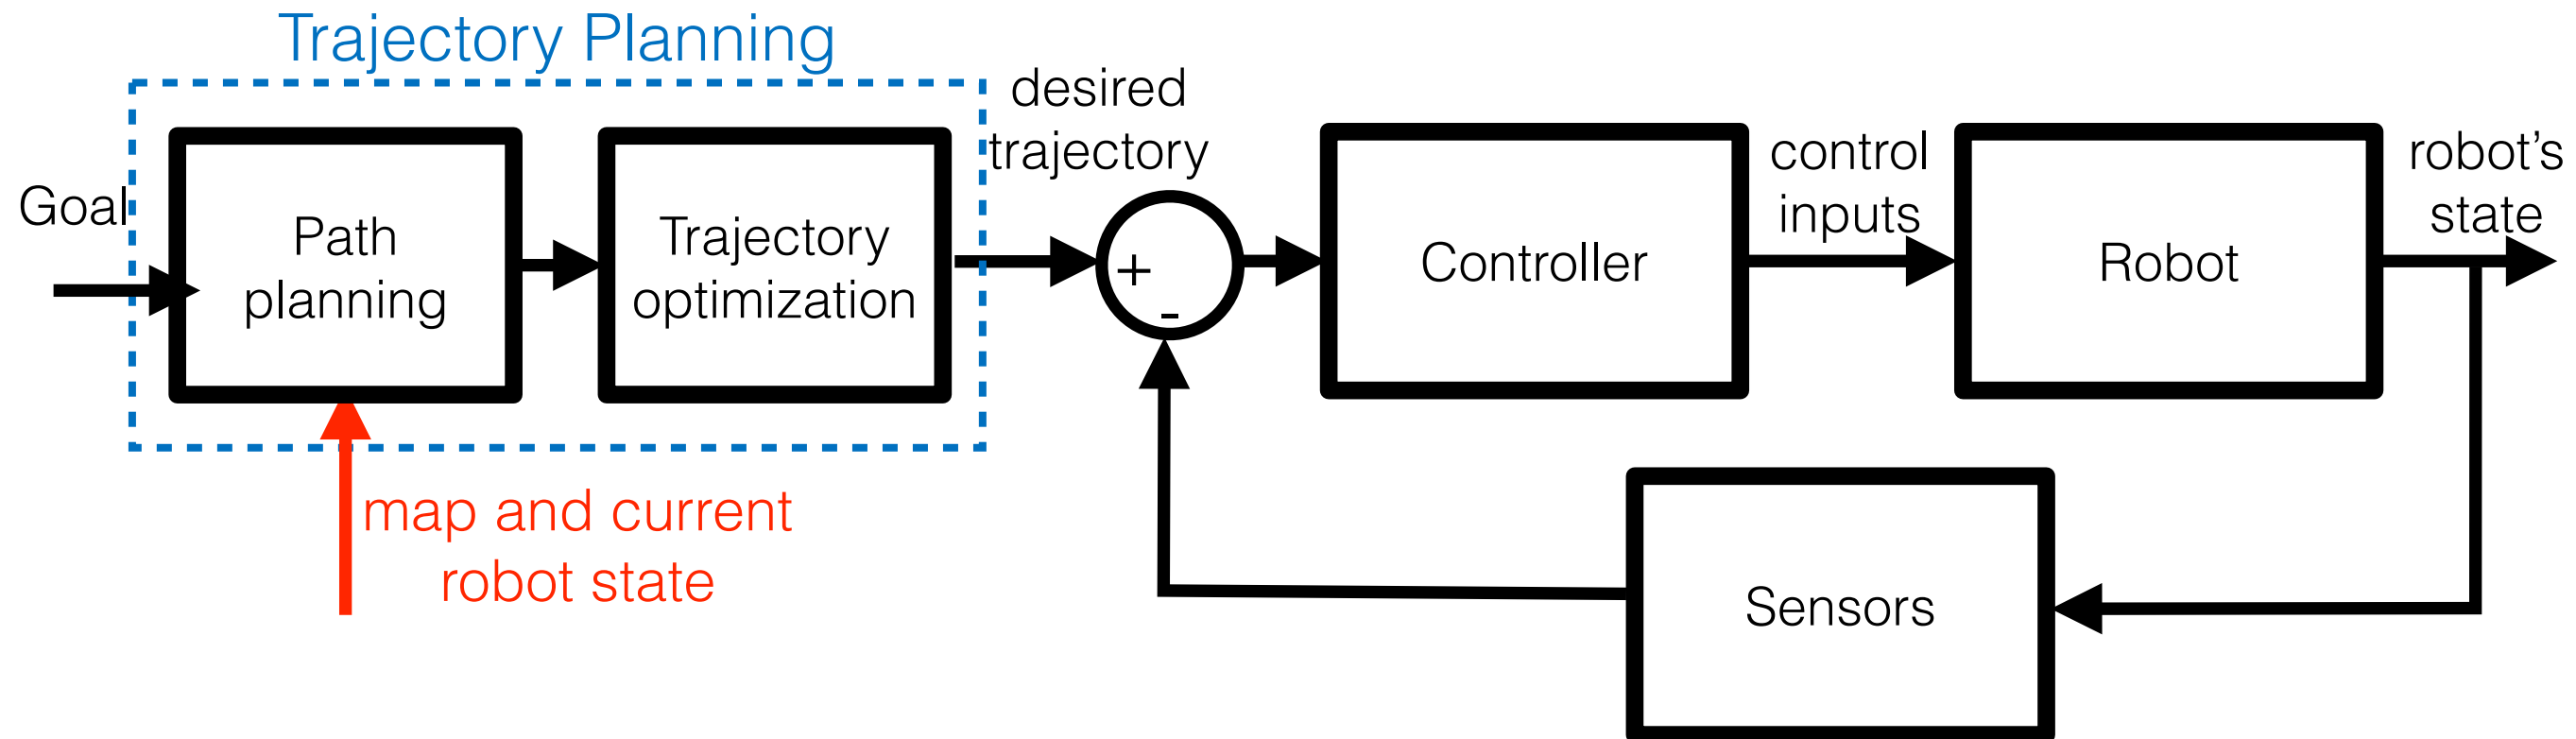 Trajectory Planning
Goal
Path
planning
Trajectory
optimization
desired
trajectory
+
-
Controller
control
inputs
Robot
robot’s
state
map and current
robot state
Sensors